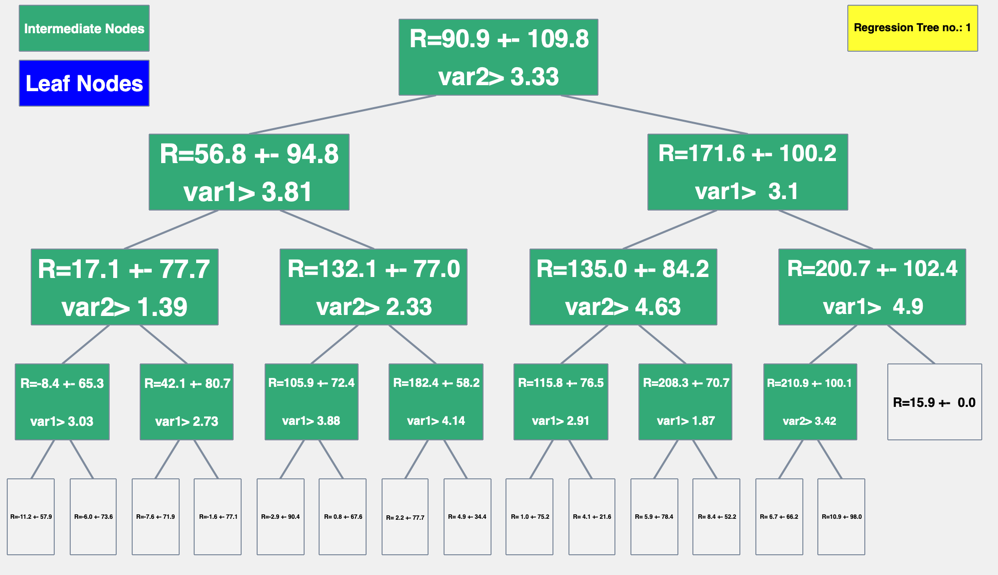 Intermediate Nodes
Leaf Nodes
Regression Tree no.: 1
R=90.9 +- 109.8
var2> 3.33
R=56.8 +- 94.8
var1> 3.81
R=171.6 +- 100.2
var1> 3.1
R=17.1 +- 77.7
var2> 1.39
R=132.1 +- 77.0
var2> 2.33
R=135.0 +- 84.2
var2> 4.63
R=200.7 +- 102.4
var1> 4.9
R=-8.4 +- 65.3
var1> 3.03
R=42.1 +- 80.7
var1> 2.73
R=105.9 +- 72.4
var1> 3.88
R=182.4 +- 58.2
var1> 4.14
R=115.8 +- 76.5
var1> 2.91
R=208.3 +- 70.7
var1> 1.87
R=210.9 +- 100.1
var2> 3.42
R=15.9 +- 0.0
R=-11.2 +- 57.9
R=-6.0 +- 73.6
R=-7.6 +- 71.9
R=-1.6 +- 77.1
R=-2.9 +- 90.4
R= 0.8 +- 67.6
R= 2.2 +- 77.7
R= 4.9 +- 34.4
R= 1.0 +- 75.2
R= 4.1 +- 21.6
R= 5.9 +- 78.4
R= 8.4 +- 52.2
R= 6.7 +- 66.2
R=10.9 +- 98.0